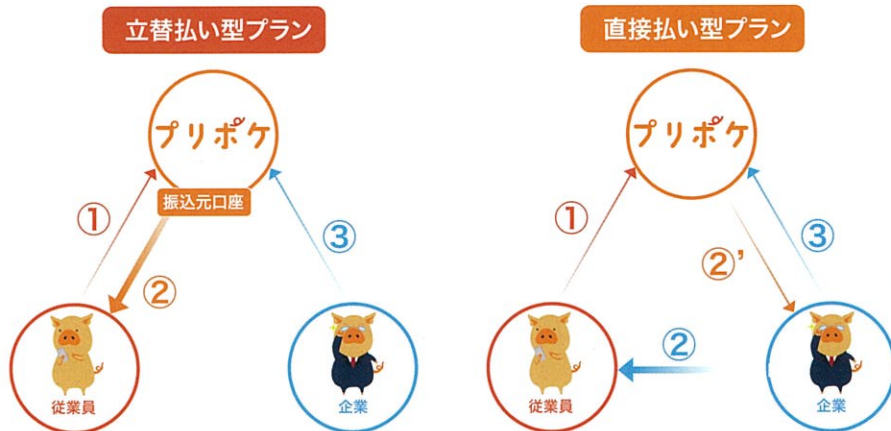 立替払い型プラン
プリポケ
振込元口座
①
②
③
従業員
企業
直接払い型プラン
プリポケ
①
②'
③
②
従業員
企業